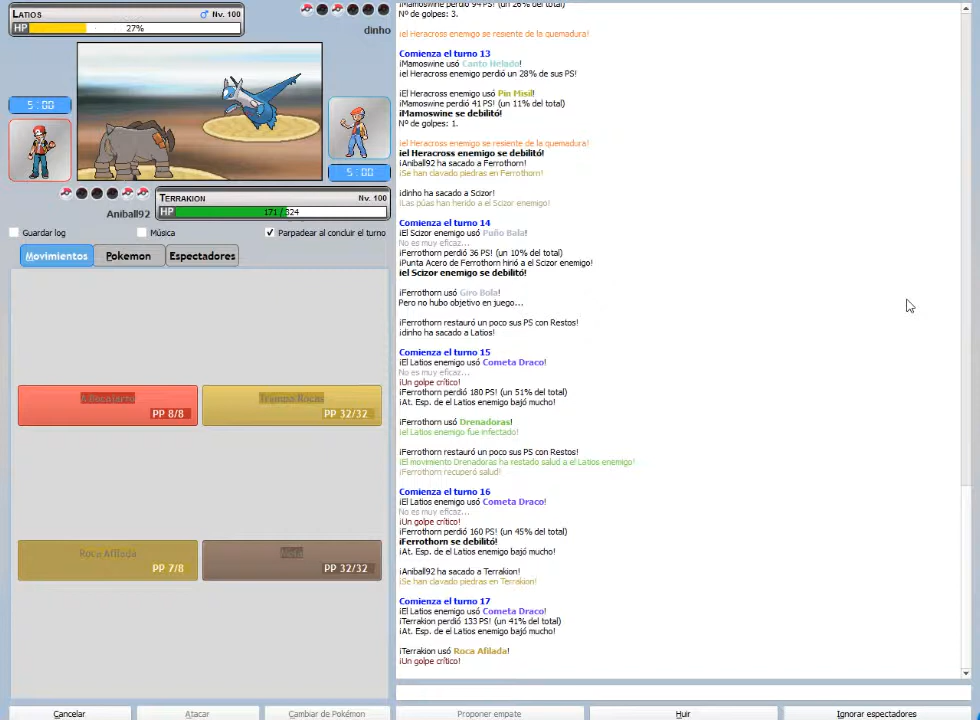 LATIOS ♂ Nv. 100
HP 27%
dinho
5:00
5:00
TERRAKION Nv. 100
HP 171/324
Aniball92
Guardar log Música Parpadear al concluir el turno
Movimientos Pokemon Espectadores
A Bocajarro Trampa Rocas
PP 8/8 PP 32/32
Roca Afilada
PP 7/8 PP 32/32
Cancelar Atacar Cambiar de Pokémon
¡Mamoswine perdió 94 PS! (un 26% del total)
Nº de golpes: 3.
¡el Heracross enemigo se resiente de la quemadura!
Comienza el turno 13
¡Mamoswine usó Canto Helado!
¡el Heracross enemigo perdió un 28% de sus PS!
¡El Heracross enemigo usó Pin Misil!
¡Mamoswine perdió 41 PS! (un 11% del total)
¡Mamoswine se debilitó!
Nº de golpes: 1.
¡el Heracross enemigo se resiente de la quemadura!
¡el Heracross enemigo se debilitó!
¡Aniball92 ha sacado a Ferrothorn!
¡Se han clavado piedras en Ferrothorn!
¡dinho ha sacado a Scizor!
¡Las púas han herido a el Scizor enemigo!
Comienza el turno 14
¡El Scizor enemigo usó Puño Bala!
No es muy eficaz...
¡Ferrothorn perdió 36 PS! (un 10% del total)
¡Punta Acero de Ferrothorn hirió a el Scizor enemigo!
¡el Scizor enemigo se debilitó!
¡Ferrothorn usó Giro Bola!
Pero no hubo objetivo en juego...
¡Ferrothorn restauró un poco sus PS con Restos!
¡dinho ha sacado a Latios!
Comienza el turno 15
¡El Latios enemigo usó Cometa Draco!
No es muy eficaz...
¡Un golpe crítico!
¡Ferrothorn perdió 180 PS! (un 51% del total)
¡At. Esp. de el Latios enemigo bajó mucho!
¡Ferrothorn usó Drenadoras!
¡el Latios enemigo fue infectado!
¡Ferrothorn restauró un poco sus PS con Restos!
¡El movimiento Drenadoras ha restado salud a el Latios enemigo!
¡Ferrothorn recuperó salud!
Comienza el turno 16
¡El Latios enemigo usó Cometa Draco!
No es muy eficaz...
¡Un golpe crítico!
¡Ferrothorn perdió 160 PS! (un 45% del total)
¡Ferrothorn se debilitó!
¡At. Esp. de el Latios enemigo bajó mucho!
¡Aniball92 ha sacado a Terrakion!
¡Se han clavado piedras en Terrakion!
Comienza el turno 17
¡El Latios enemigo usó Cometa Draco!
¡Terrakion perdió 133 PS! (un 41% del total)
¡At. Esp. de el Latios enemigo bajó mucho!
¡Terrakion usó Roca Afilada!
¡Un golpe crítico!
Proponer empate Huir Ignorar espectadores